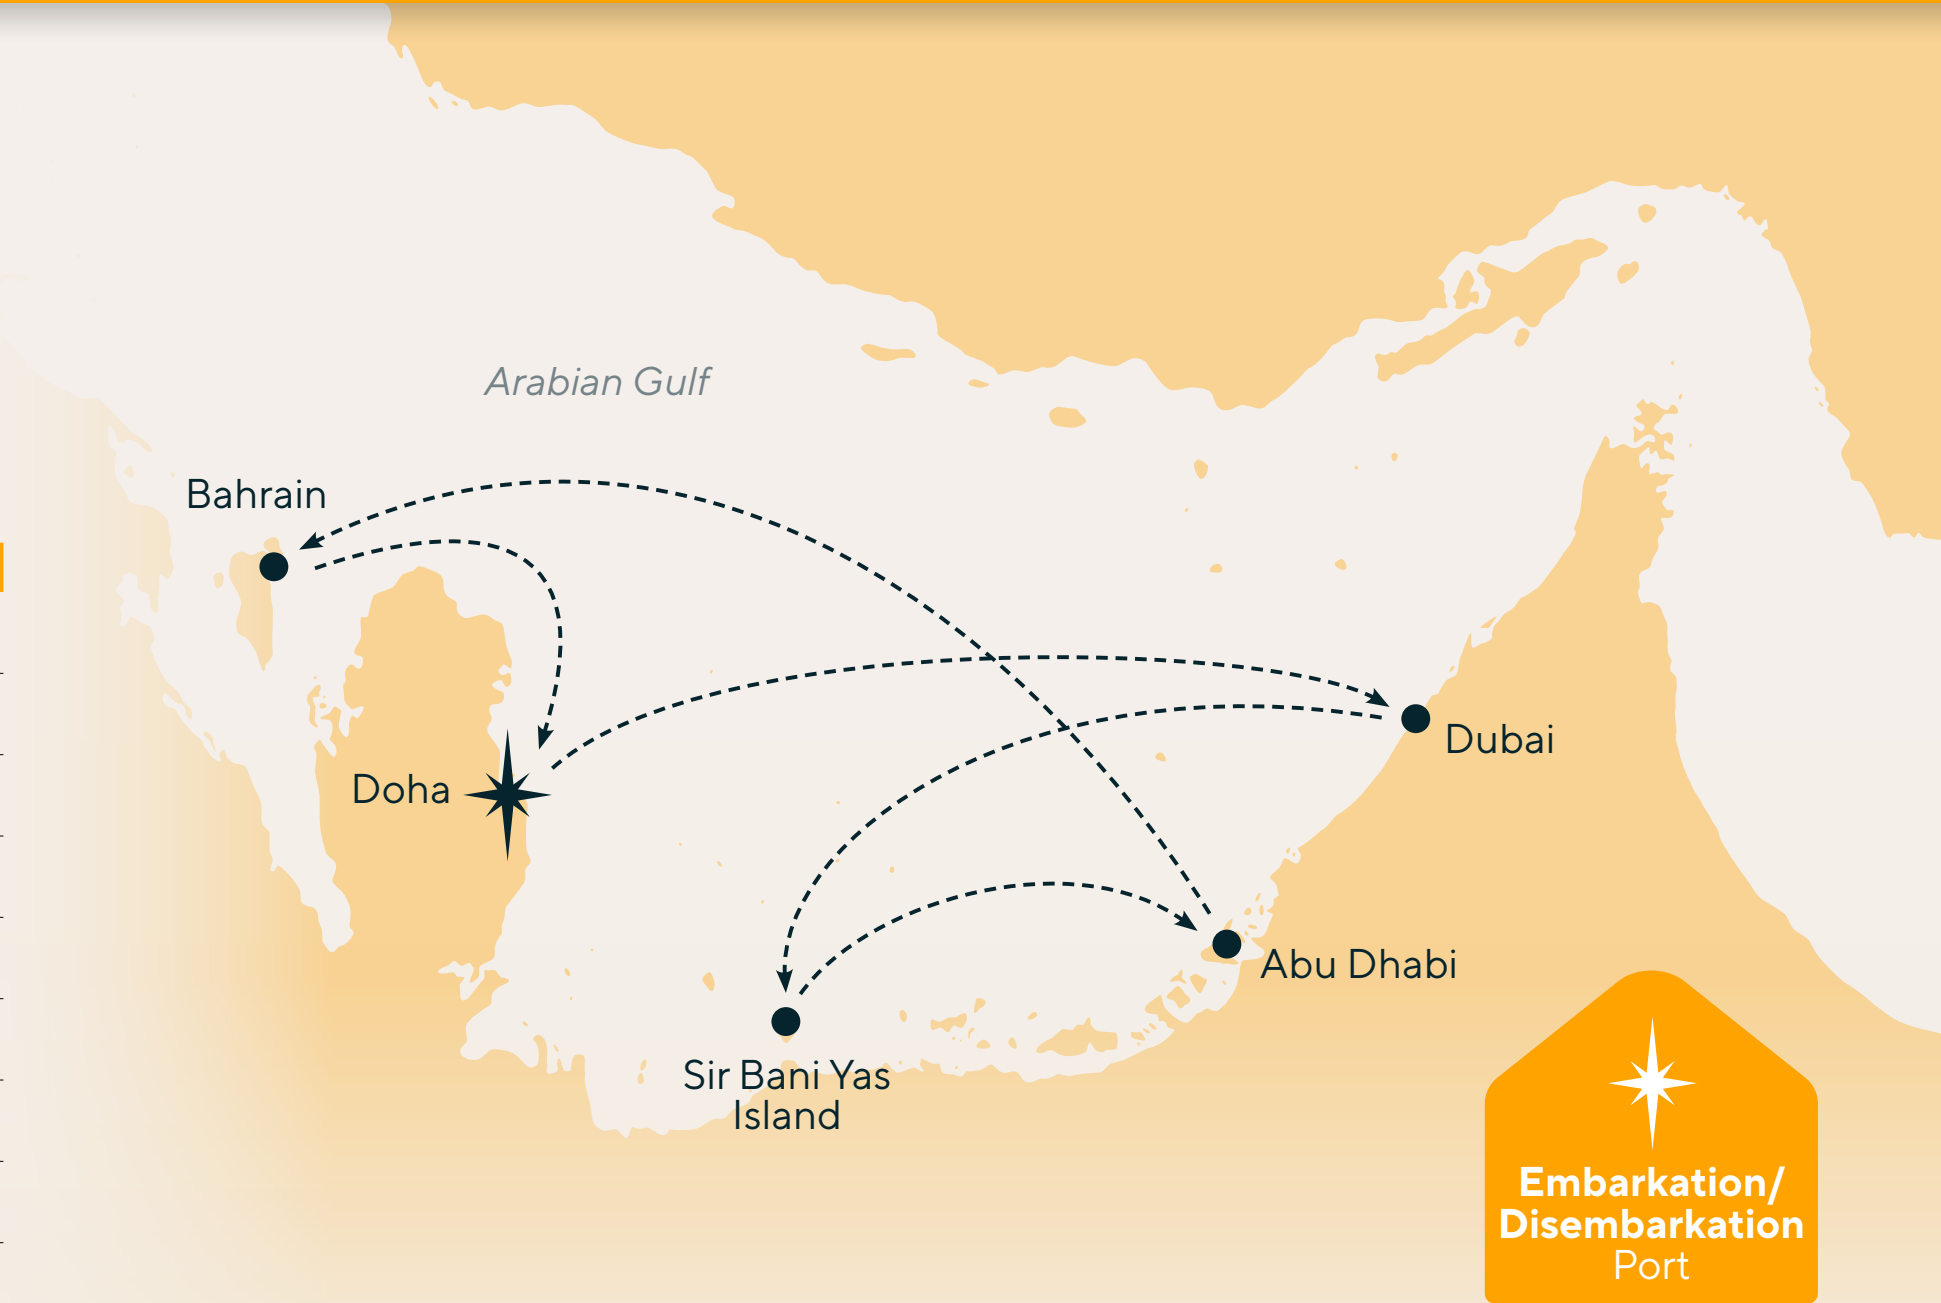 Arabian Gulf
Bahrain
Dubai
Doha
Abu Dhabi
Sir Bani Yas
Island
Embarkation/
Disembarkation
Port